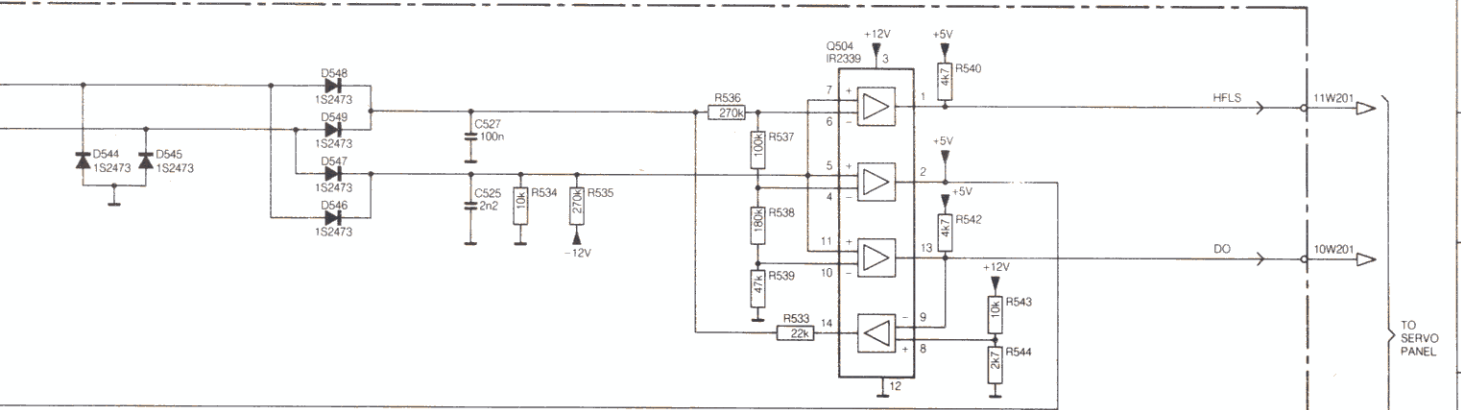 +12V
+5V
Q504
IR2339
3
D548
1S2473
R540
4k7
7
+
1
HFLS
11W201
R536
270k
6
−
D549
1S2473
C527
100n
R537
100k
+5V
D544
1S2473
D545
1S2473
D547
1S2473
5
+
2
4
−
+5V
C525
2n2
R534
10k
R535
270k
R538
180k
R542
4k7
D546
1S2473
−12V
11
+
13
DO
10W201
10
−
+12V
R539
47k
R543
10k
R533
22k
14
−
9
+
8
R544
2k7
TO
SERVO
PANEL
12